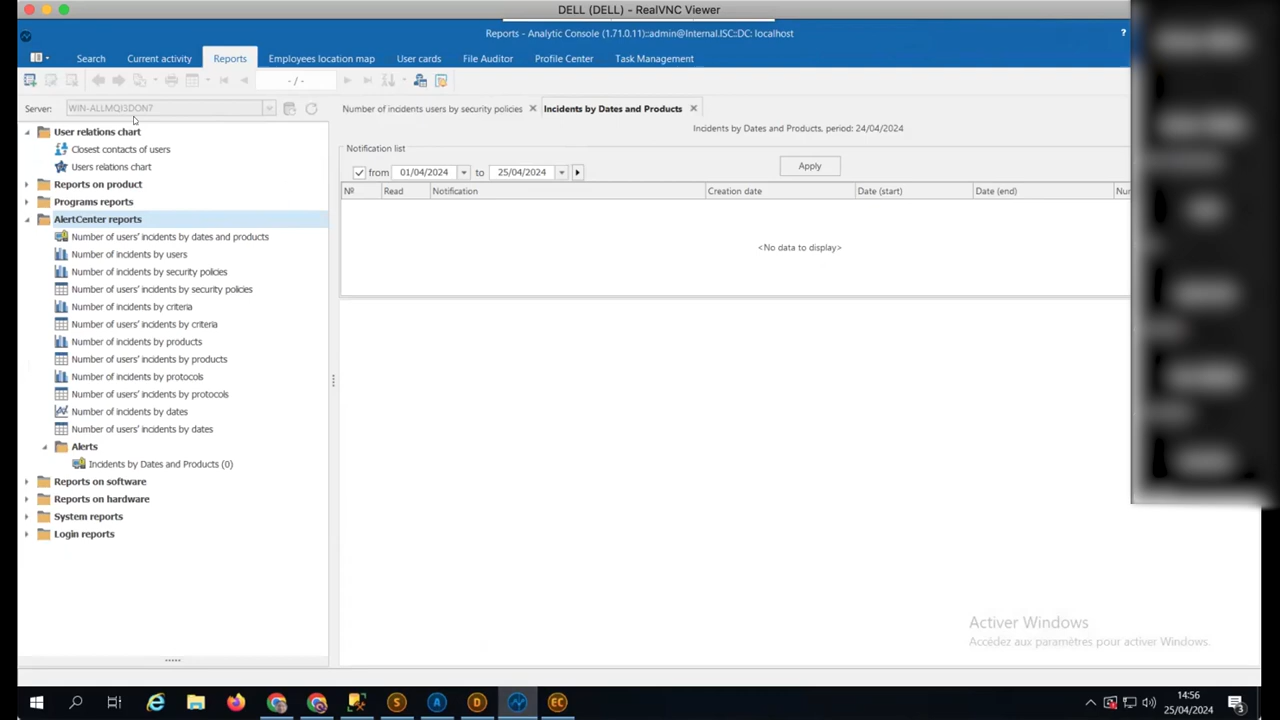 DELL (DELL) - RealVNC Viewer
Reports - Analytic Console (1.71.0.11)::admin@Internal.ISC::DC: localhost
?
Search
Current activity
Reports
Employees location map
User cards
File Auditor
Profile Center
Task Management
- / -
Server:
WIN-ALLMQI3DON7
Number of incidents users by security policies
Incidents by Dates and Products
Incidents by Dates and Products, period: 24/04/2024
User relations chart
Closest contacts of users
Users relations chart
Reports on product
Programs reports
AlertCenter reports
Number of users' incidents by dates and products
Number of incidents by users
Number of incidents by security policies
Number of users' incidents by security policies
Number of incidents by criteria
Number of users' incidents by criteria
Number of incidents by products
Number of users' incidents by products
Number of incidents by protocols
Number of users' incidents by protocols
Number of incidents by dates
Number of users' incidents by dates
Alerts
Incidents by Dates and Products (0)
Reports on software
Reports on hardware
System reports
Login reports
Notification list
from
01/04/2024
to
25/04/2024
Apply
№
Read
Notification
Creation date
Date (start)
Date (end)
<No data to display>
Activer Windows
Accédez aux paramètres pour activer Windows.
S
A
D
EC
14:56
25/04/2024
3